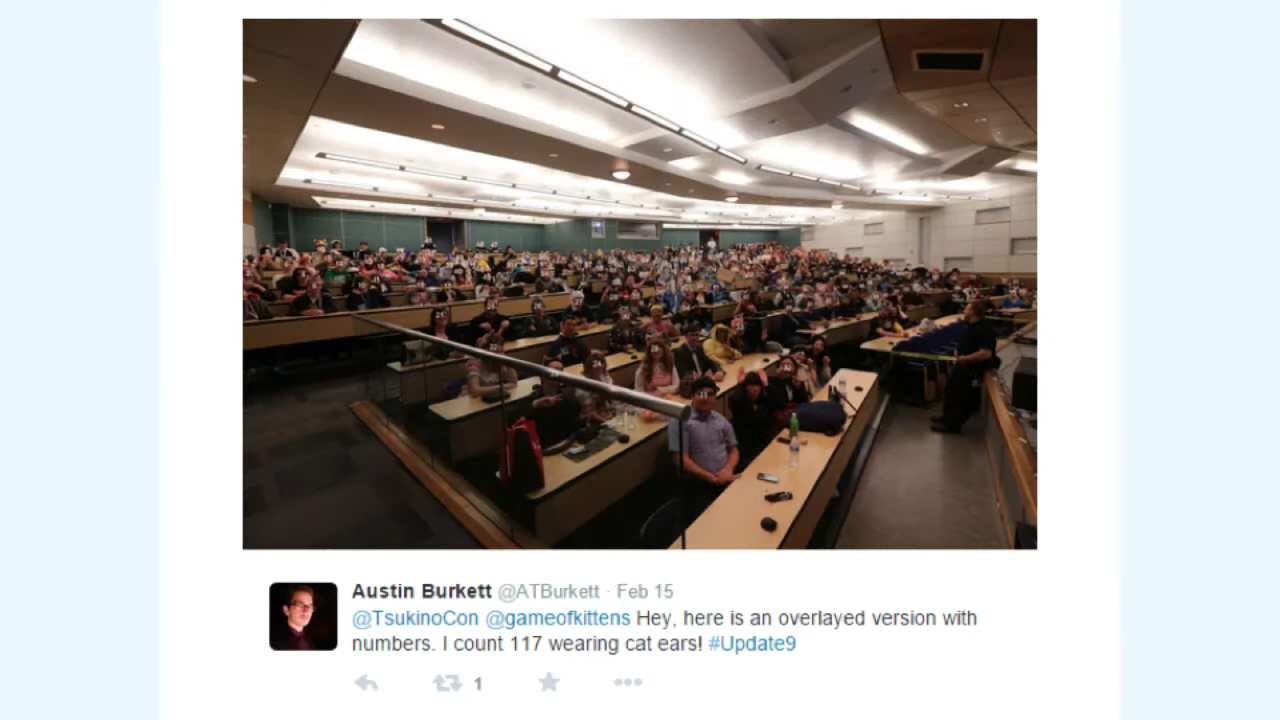 Austin Burkett @ATBurkett · Feb 15
@TsukinoCon @gameofkittens Hey, here is an overlayed version with
numbers. I count 117 wearing cat ears! #Update9
1